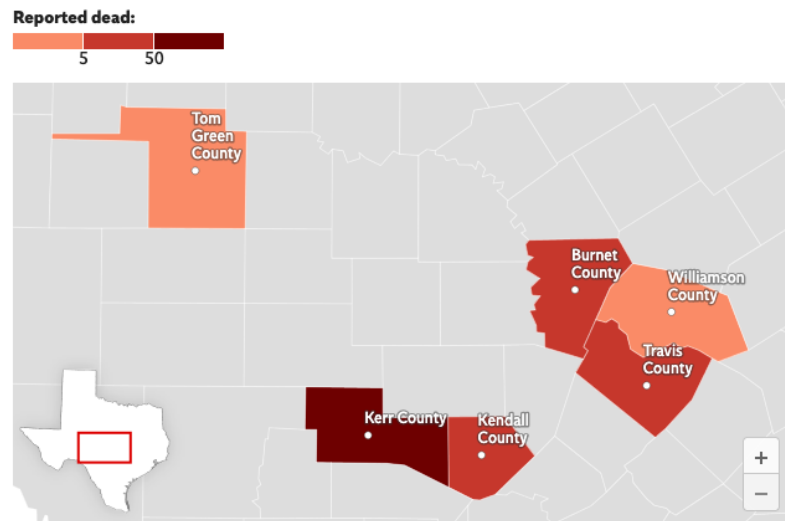 Reported dead:
5 50
Tom
Green
County
Burnet
County
Williamson
County
Travis
County
Kerr County
Kendall
County
+
−